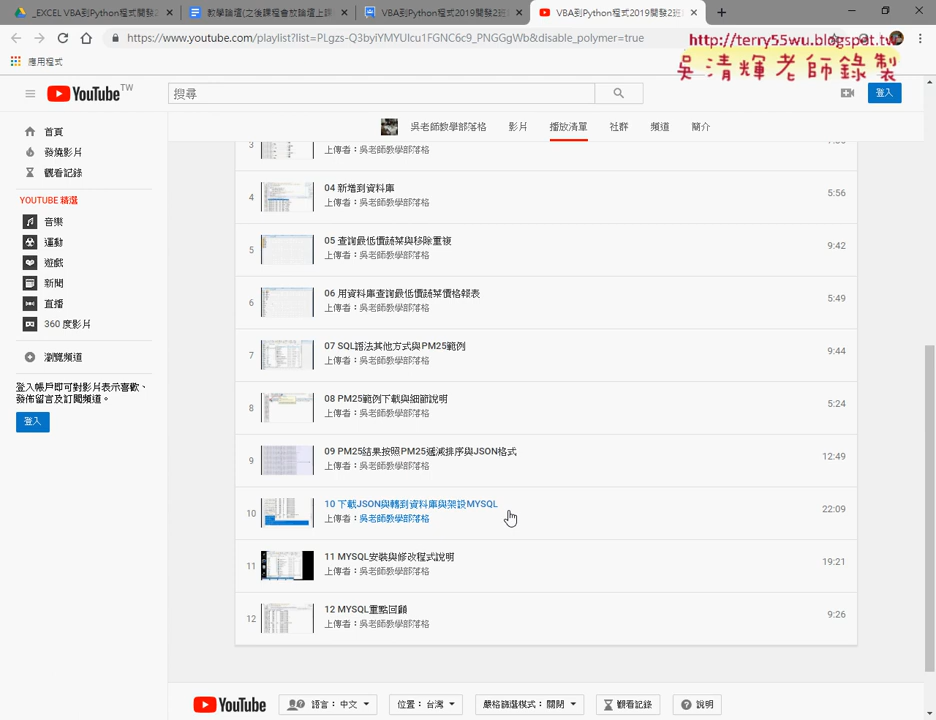 _EXCEL VBA到Python程式開發2
教學論壇(之後課程會放論壇上課
VBA到Python程式2019開發2班
VBA到Python程式2019開發2班
https://www.youtube.com/playlist?list=PLgzs-Q3byiYMYUlcu1FGNC6c9_PNGGgWb&disable_polymer=true
http://terry55wu.blogspot.tw
吳清輝老師錄製
應用程式
YouTube TW
搜尋
登入
吳老師教學部落格
影片
播放清單
社群
頻道
簡介
首頁
發燒影片
觀看記錄
YOUTUBE 精選
音樂
運動
遊戲
新聞
直播
360 度影片
瀏覽頻道
登入帳戶即可對影片表示喜歡、
發佈留言及訂閱頻道。
登入
3
上傳者：吳老師教學部落格
4 04 新增到資料庫 5:56
上傳者：吳老師教學部落格
5 05 查詢最低價蔬菜與移除重複 9:42
上傳者：吳老師教學部落格
6 06 用資料庫查詢最低價蔬菜價格報表 5:49
上傳者：吳老師教學部落格
7 07 SQL語法其他方式與PM25範例 9:44
上傳者：吳老師教學部落格
8 08 PM25範例下載與細節說明 5:24
上傳者：吳老師教學部落格
9 09 PM25結果按照PM25遞減排序與JSON格式 12:49
上傳者：吳老師教學部落格
10 10 下載JSON與轉到資料庫與架設MYSQL 22:09
上傳者：吳老師教學部落格
11 11 MYSQL安裝與修改程式說明 19:21
上傳者：吳老師教學部落格
12 12 MYSQL重點回顧 9:26
上傳者：吳老師教學部落格
YouTube
語言：中文
位置：台灣
嚴格篩選模式：關閉
觀看記錄
說明